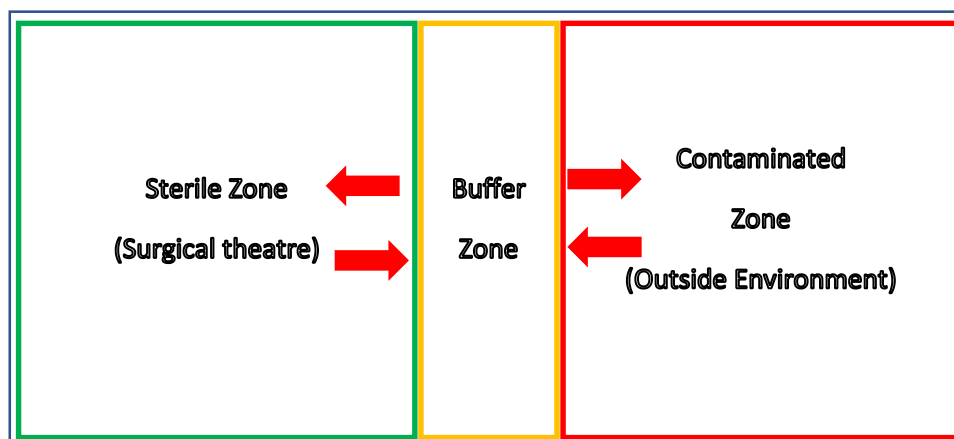 Sterile Zone
(Surgical theatre)
Buffer
Zone
Contaminated
Zone
(Outside Environment)